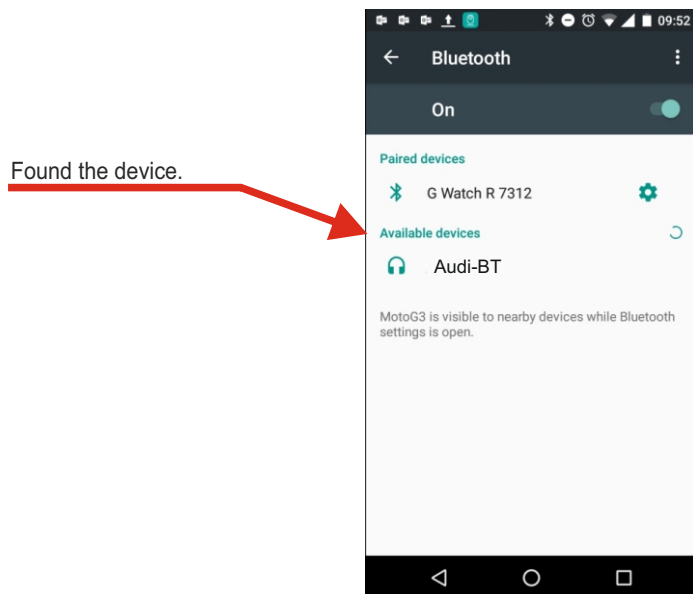 09:52
Bluetooth
On
Found the device.
Paired devices
G Watch R 7312
Available devices
Audi-BT
MotoG3 is visible to nearby devices while Bluetooth
settings is open.